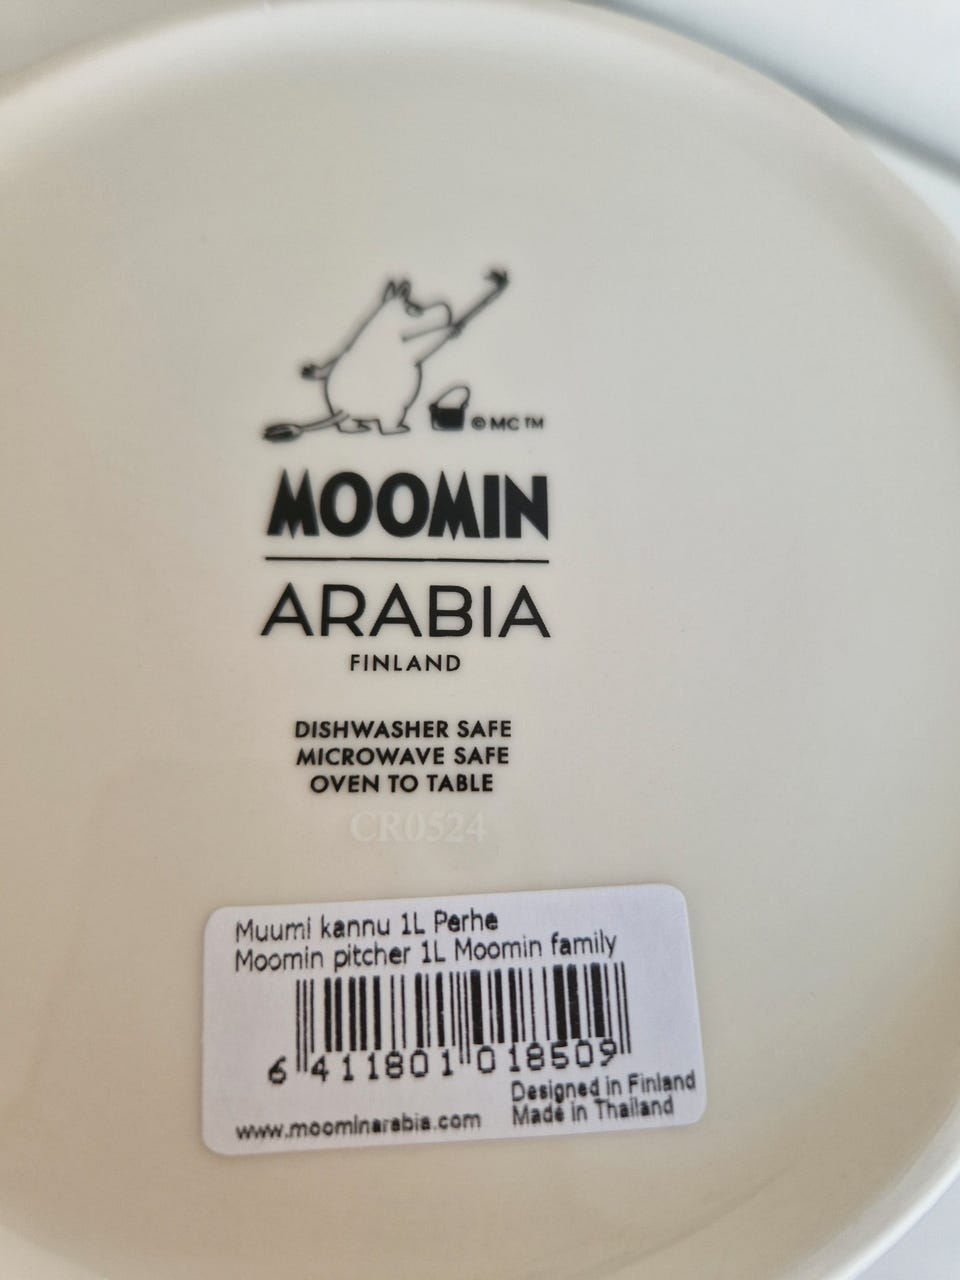 © MC ™
MOOMIN
ARABIA
FINLAND
DISHWASHER SAFE
MICROWAVE SAFE
OVEN TO TABLE
CR0524
Muumi kannu 1L Perhe
Moomin pitcher 1L Moomin family
6 411801 018509
Designed in Finland
Made in Thailand
www.moominarabia.com